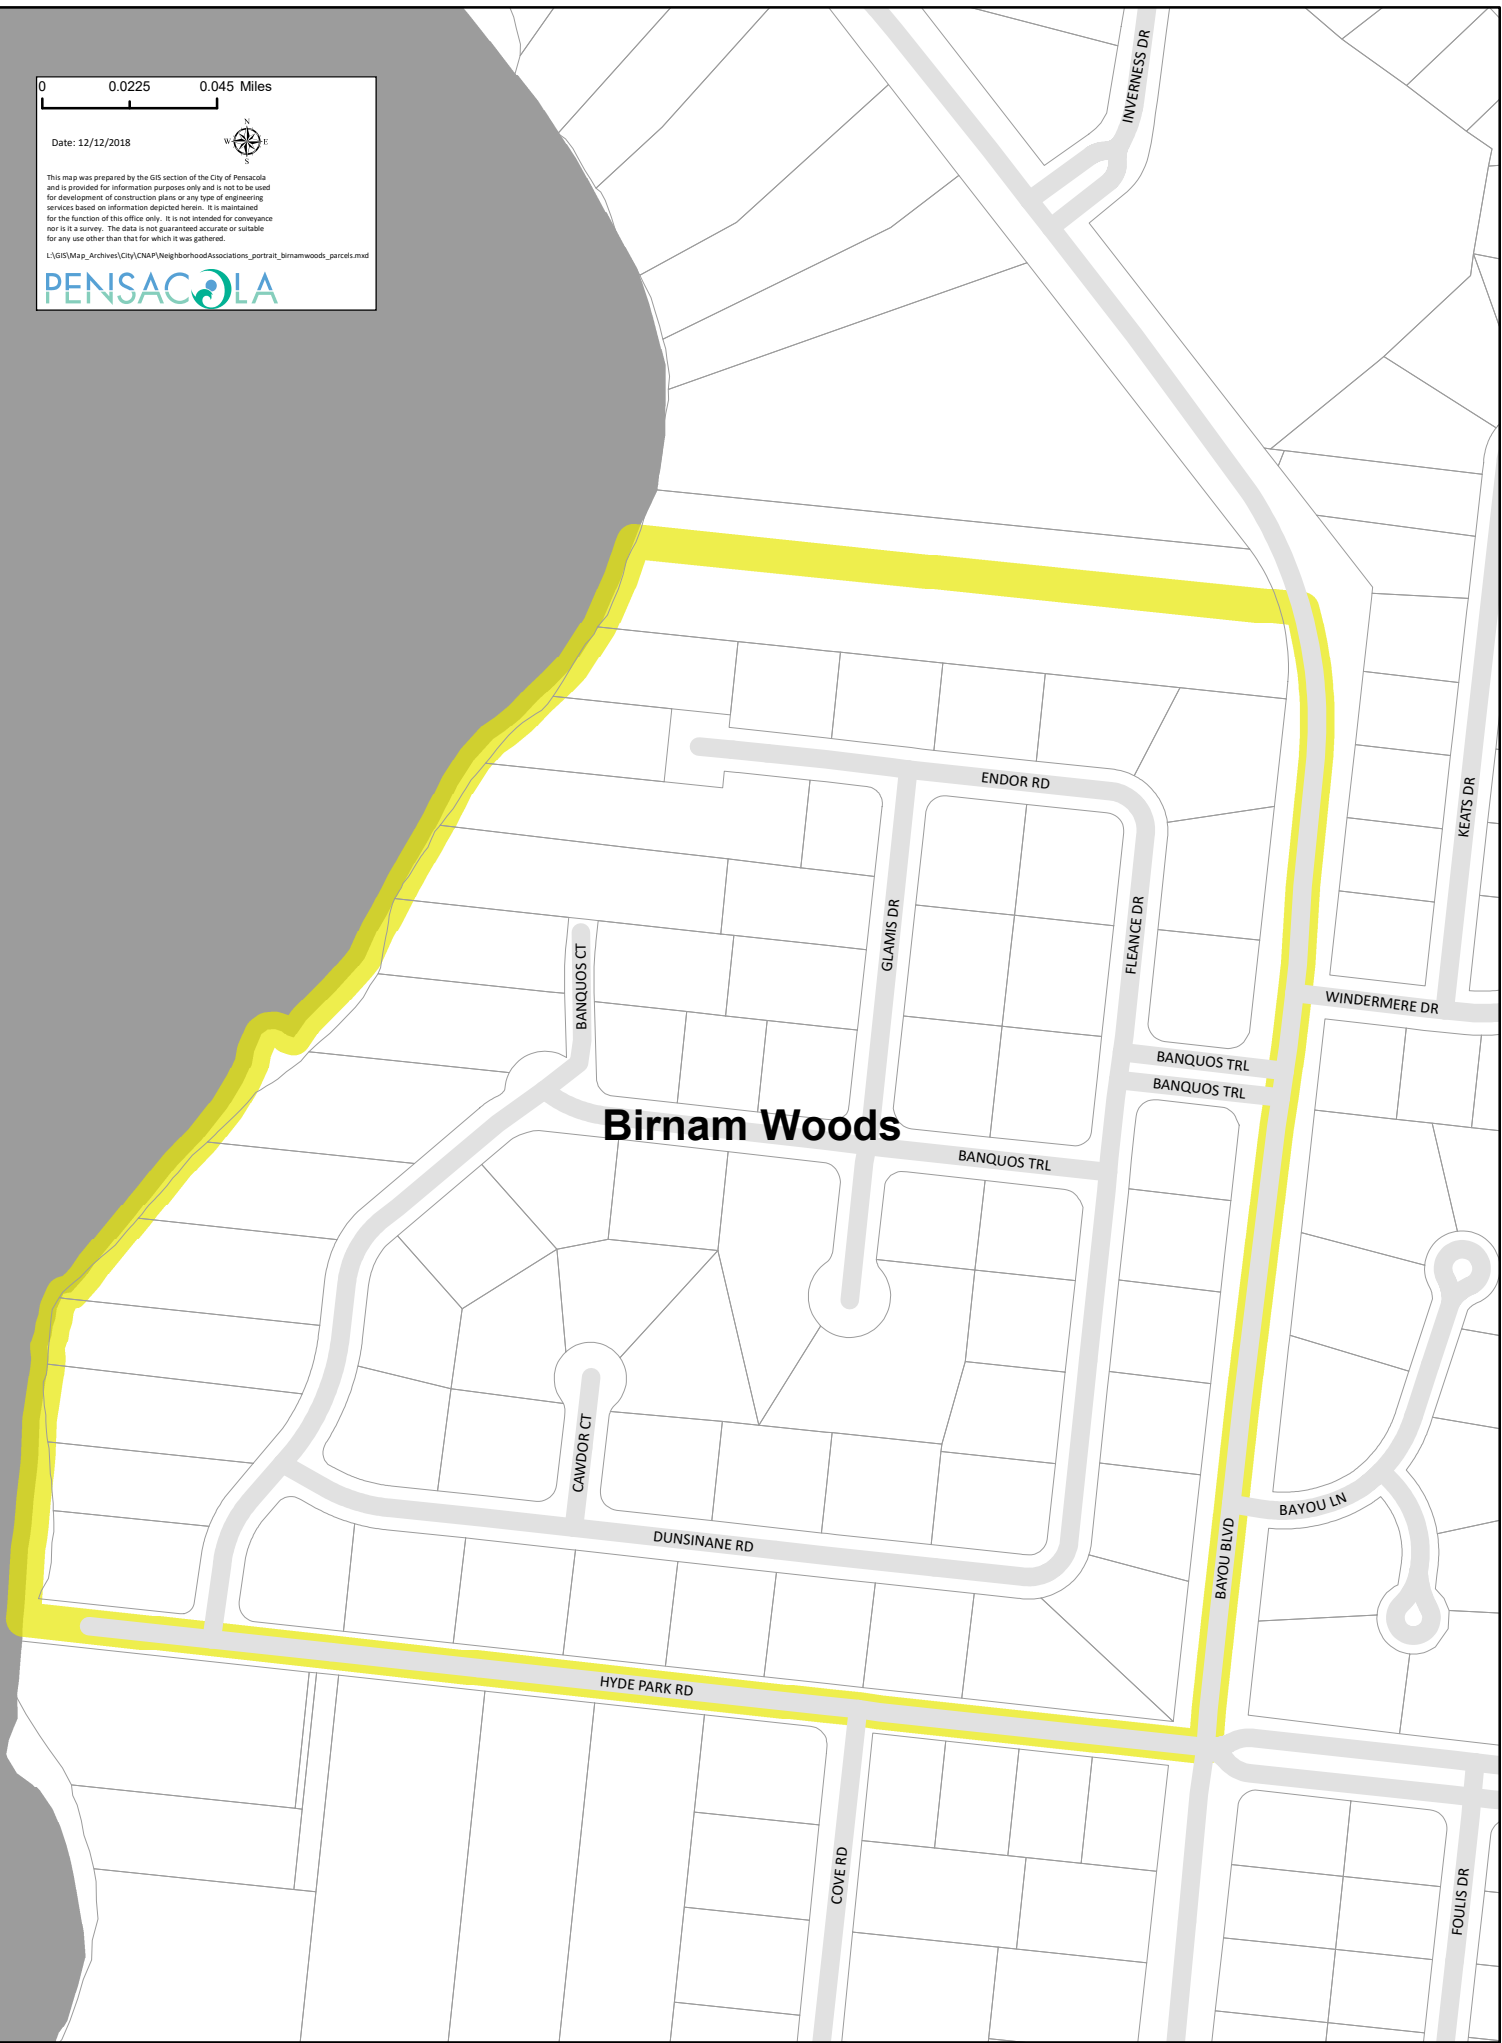 0 0.0225 0.045 Miles
Date: 12/12/2018
N
W E
S
This map was prepared by the GIS section of the City of Pensacola
and is provided for information purposes only and is not to be used
for development of construction plans or any type of engineering
services based on information depicted herein. It is maintained
for the function of this office only. It is not intended for conveyance
nor is it a survey. The data is not guaranteed accurate or suitable
for any use other than that for which it was gathered.
L:\GIS\Map_Archives\City\CNAP\NeighborhoodAssociations_portrait_birnamwoods_parcels.mxd
PENSACOLA
INVERNESS DR
ENDOR RD
KEATS DR
GLAMIS DR
FLEANCE DR
BANQUOS CT
WINDERMERE DR
BANQUOS TRL
BANQUOS TRL
Birnam Woods
BANQUOS TRL
CAWDOR CT
BAYOU LN
DUNSINANE RD
BAYOU BLVD
HYDE PARK RD
COVE RD
FOULIS DR